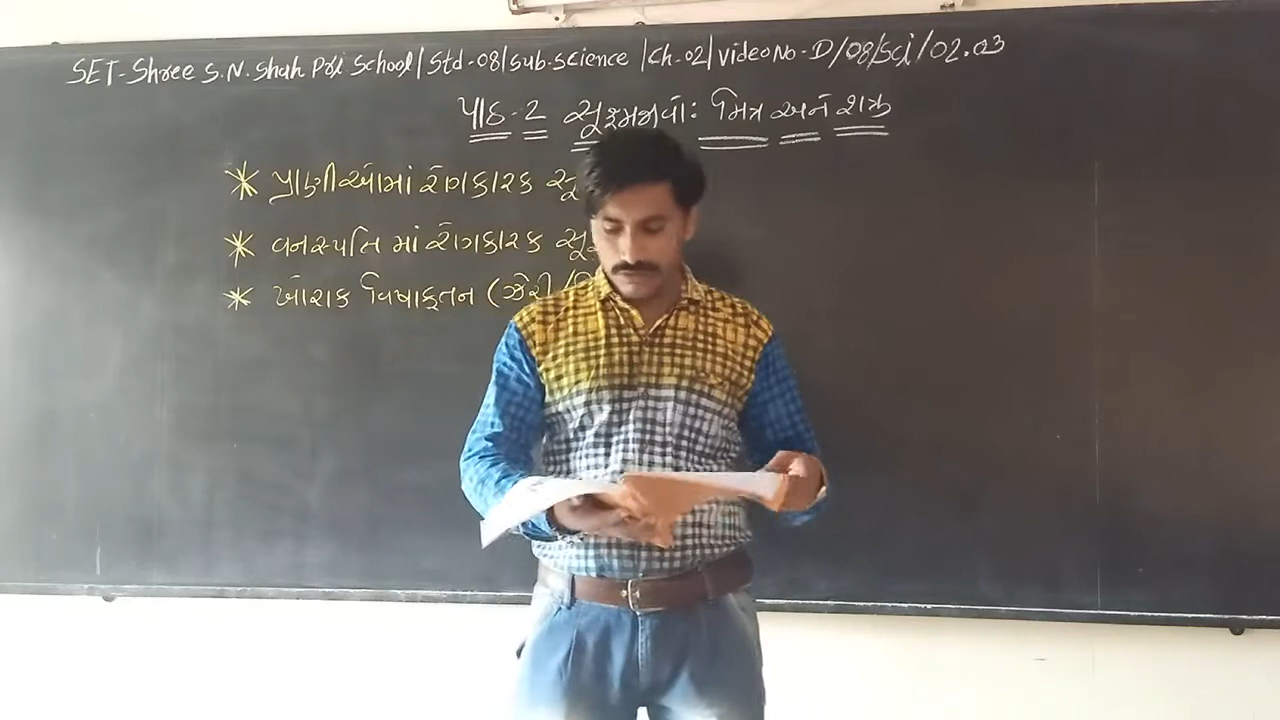 SET-Shree S.N. Shah Pri School | Std-08 | Sub-Science | Ch-02 | Video No-D/08/Sci/02.03
પાઠ-2 સૂક્ષ્મજીવો: મિત્ર અને શત્રુ
* પ્રાણીઓમાં રોગકારક
* વનસ્પતિ માં રોગકારક
* ખોરાક વિષાક્તન (ઝેરી/